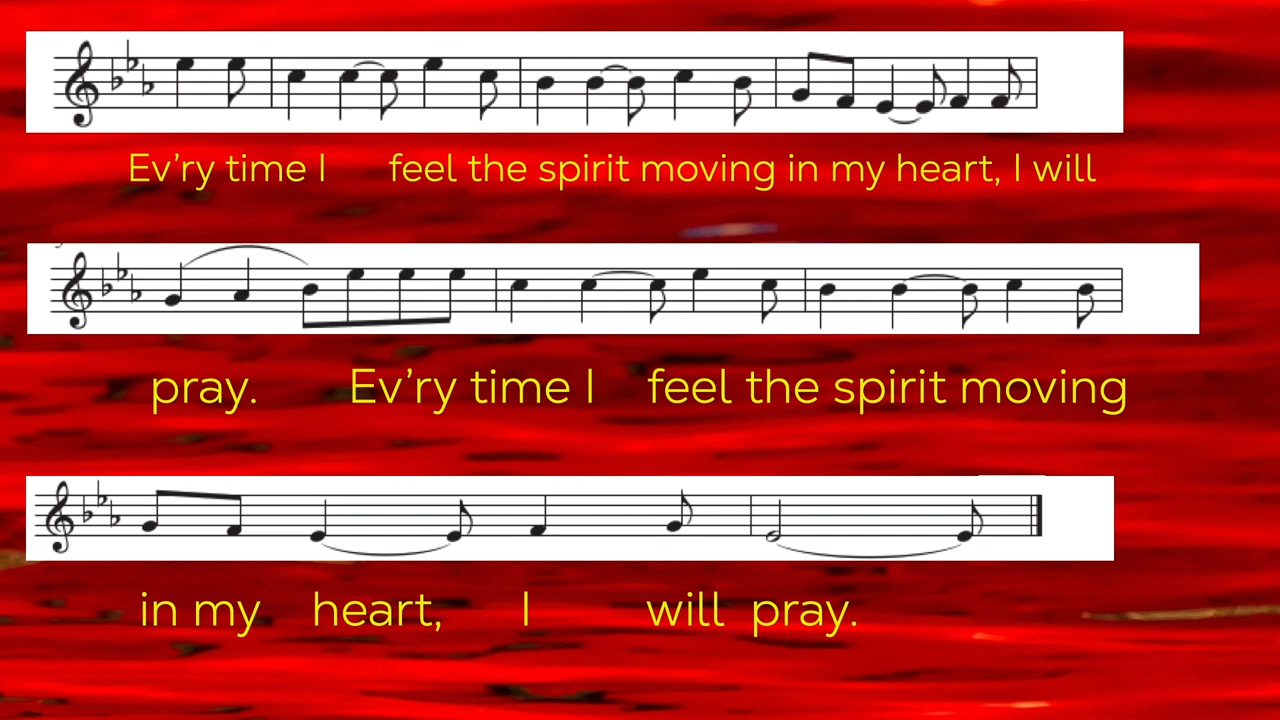 Ev'ry time I feel the spirit moving in my heart, I will
pray. Ev'ry time I feel the spirit moving
in my heart, I will pray.